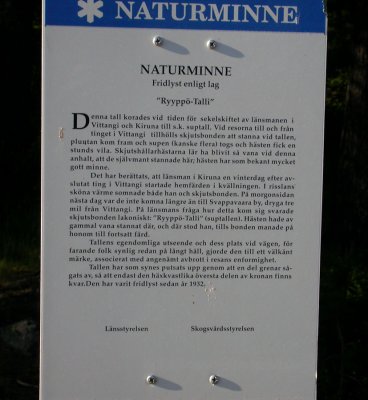 NATURMINNE
NATURMINNE
Fridlyst enligt lag
"Ryyppö-Talli"
Denna tall korades vid tiden för sekelskiftet av länsmännen i
Vittangi och Kiruna till s.k. suptall. Vid resorna till och från
tinget i Vittangi tillhölls skjutsbonden att stanna vid tallen,
pluutan kom fram och supen fkanske flera) togs och hästen fick en
stunds vila. Skjutshållarhästarna lär ha blivit så vana vid denna
anhalt, att de självmant stannade här; hästen har som bekant mycket
gott minne.
Det har berättats, att länsman i Kiruna en vinterdag efter av-
slutat ting i Vittangi startade hemfärden i kvällningen. I risslans
sköna värme somnade både han och skjutsbonden. På morgonsidan
nästa dag var de inte komna längre än till Svappavaara by, dryga tre
mil från Vittangi. På länsmans fråga hur detta kom sig svarade
skjutsbonden lakoniskt: "Ryyppö-Talli" (suptallen). Hästen hade av
gammal vana stannat där, och där stod han, tills bonden manade på
honom till fortsatt färd.
Tallens egendomliga utseende och dess plats vid vägen, för
farande folk synlig redan på långt håll, gjorde den till ett välkänt
märke, associerat med angenämt avbrott i resans enformighet.
Tallen har som synes putsats upp genom att en del grenar så-
gats av, så att endast den häxkvastlika översta delen av kronan finns
kvar.Den har varit fridlyst sedan år 1932.
Länsstyrelsen Skogsvårdsstyrelsen